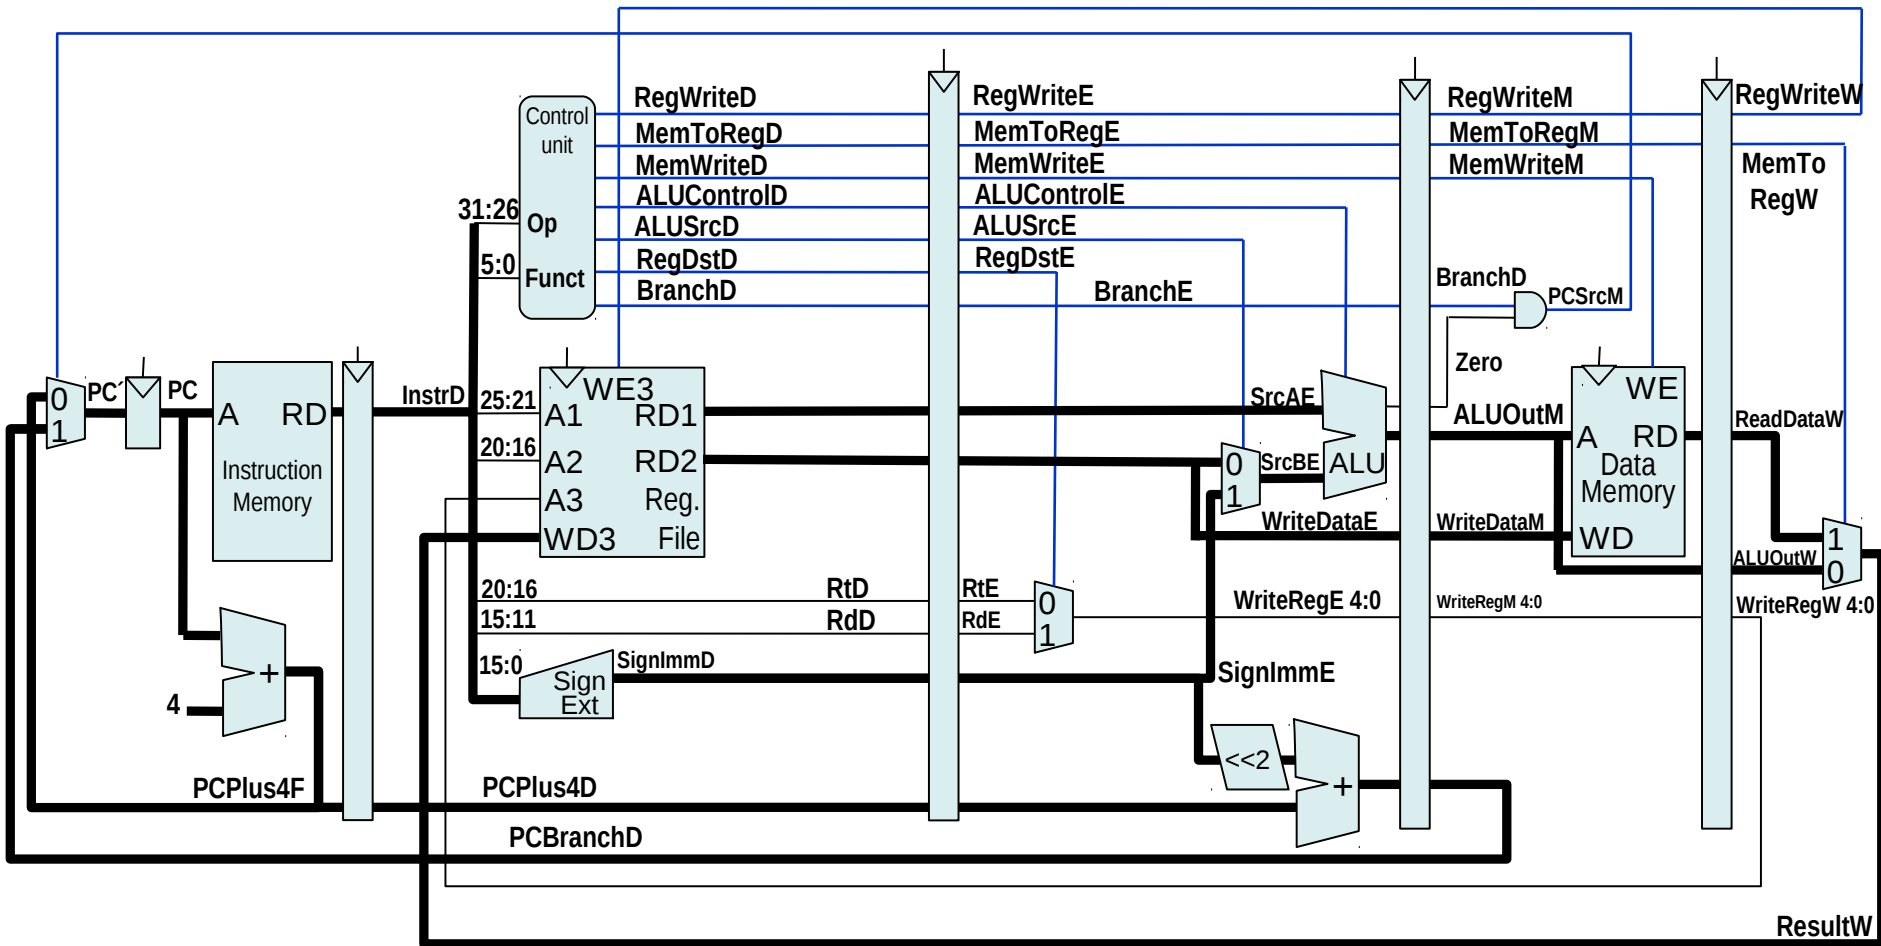 RegWriteD
RegWriteE
RegWriteM
RegWriteW
Control
unit
MemToRegD
MemToRegE
MemToRegM
MemWriteD
MemWriteE
MemWriteM
MemTo
RegW
ALUControlD
ALUControlE
31:26
Op
ALUSrcD
ALUSrcE
5:0
Funct
RegDstD
RegDstE
BranchD
BranchE
BranchD
PCSrcM
Zero
0
1
PC´
PC
A RD
Instruction
Memory
InstrD
25:21
20:16
WE3
A1 RD1
A2 RD2
A3 Reg.
WD3 File
SrcAE
0
1
SrcBE
ALU
ALUOutM
WE
A RD
Data
Memory
WD
ReadDataW
WriteDataE
WriteDataM
ALUOutW
1
0
20:16
RtD
RtE
15:11
RdD
RdE
0
1
WriteRegE 4:0
WriteRegM 4:0
WriteRegW 4:0
15:0
Sign
Ext
SignImmD
SignImmE
+
4
<<2
+
PCPlus4F
PCPlus4D
PCBranchD
ResultW